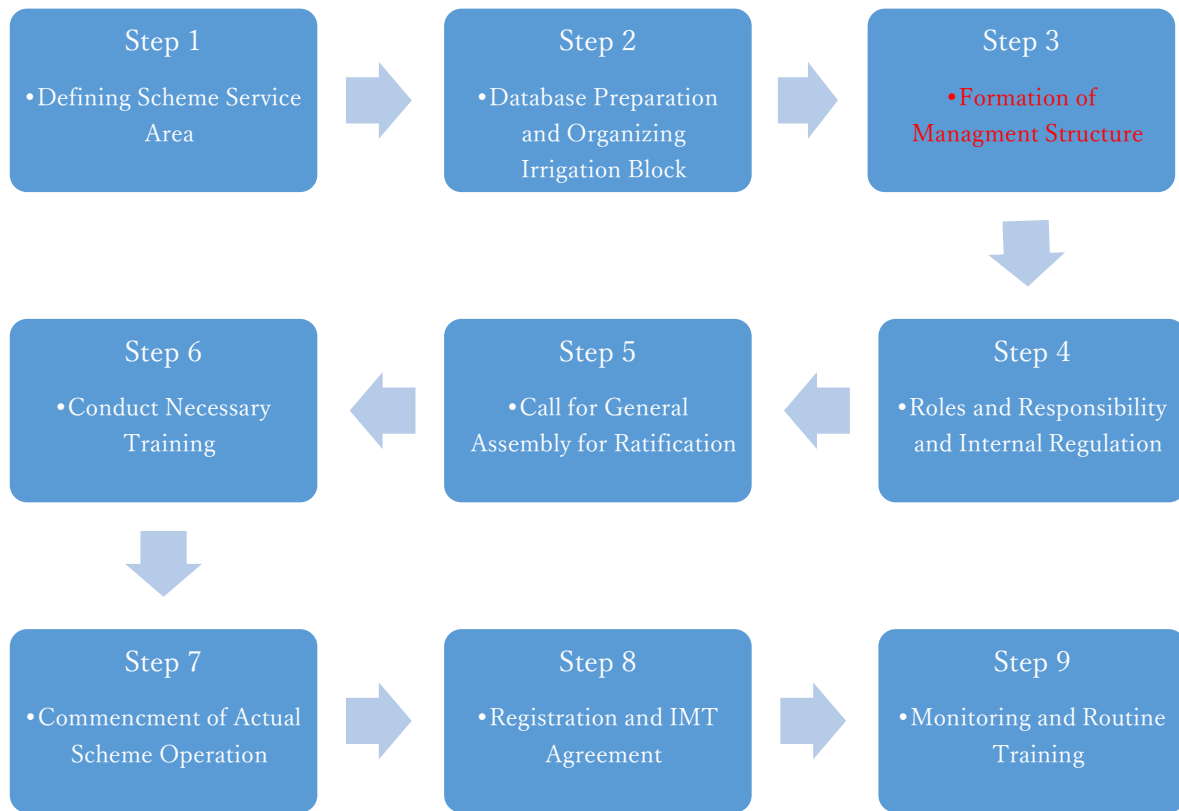 Step 1
•Defining Scheme Service
Area
Step 2
•Database Preparation
and Organizing
Irrigation Block
Step 3
•Formation of
Managment Structure
Step 4
•Roles and Responsibility
and Internal Regulation
Step 5
•Call for General
Assembly for Ratification
Step 6
•Conduct Necessary
Training
Step 7
•Commencment of Actual
Scheme Operation
Step 8
•Registration and IMT
Agreement
Step 9
•Monitoring and Routine
Training